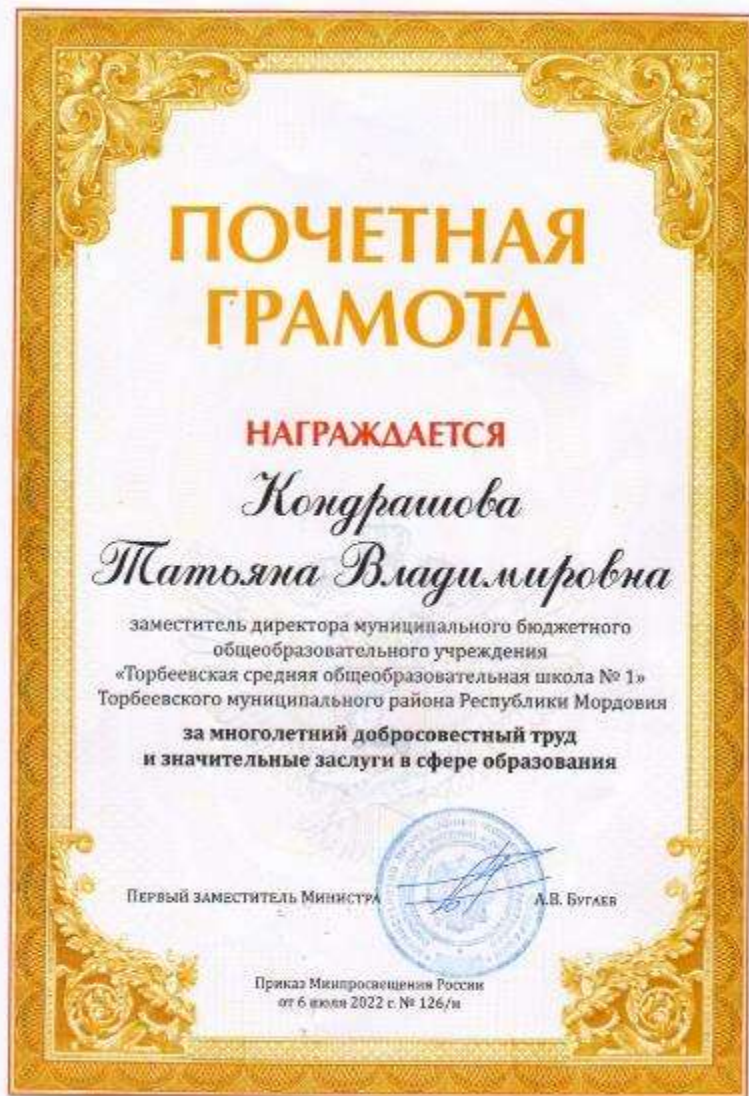 ПОЧЕТНАЯ
ГРАМОТА
НАГРАЖДАЕТСЯ
Кондрашова
Татьяна Владимировна
заместитель директора муниципального бюджетного
общеобразовательного учреждения
«Торбеевская средняя общеобразовательная школа № 1»
Торбеевского муниципального района Республики Мордовия
за многолетний добросовестный труд
и значительные заслуги в сфере образования
Первый заместитель Министра А.В. Бугаев
Приказ Минпросвещения России
от 6 июля 2022 г. № 126/н